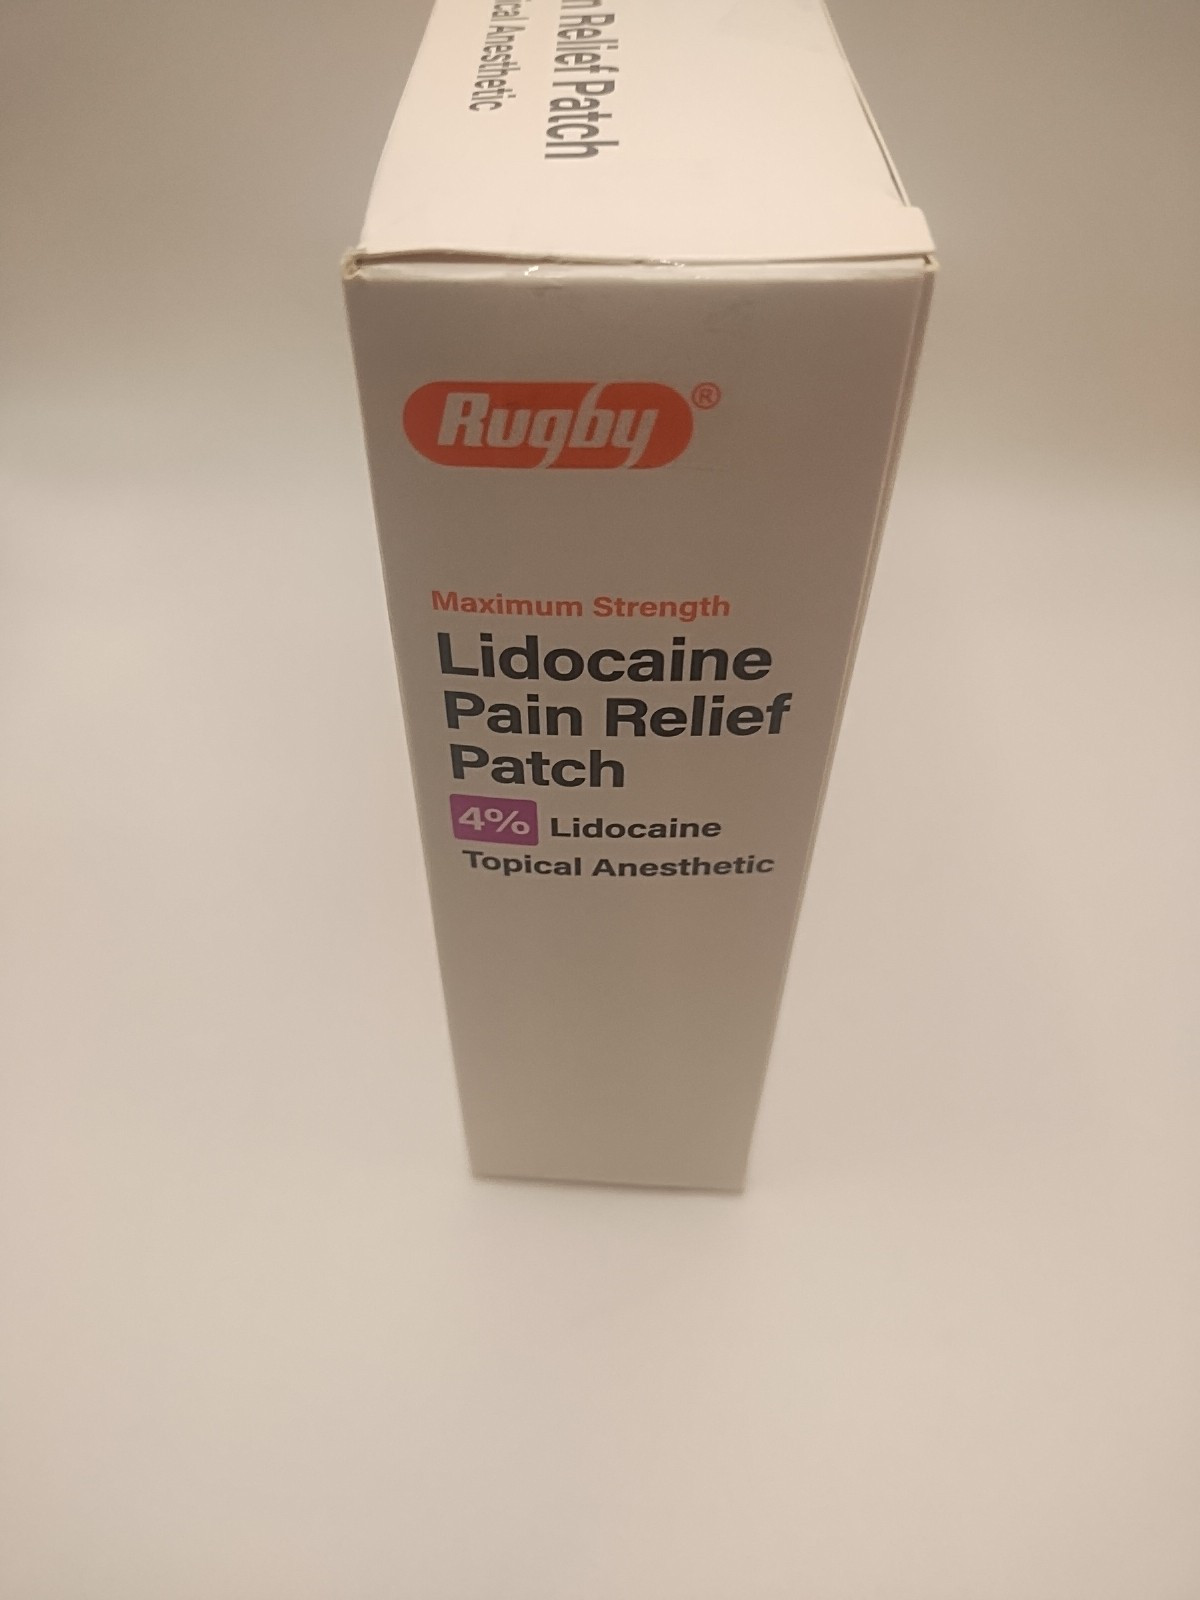 Relief Patch
Anesthetic
Rugby®
Maximum Strength
Lidocaine
Pain Relief
Patch
4% Lidocaine
Topical Anesthetic